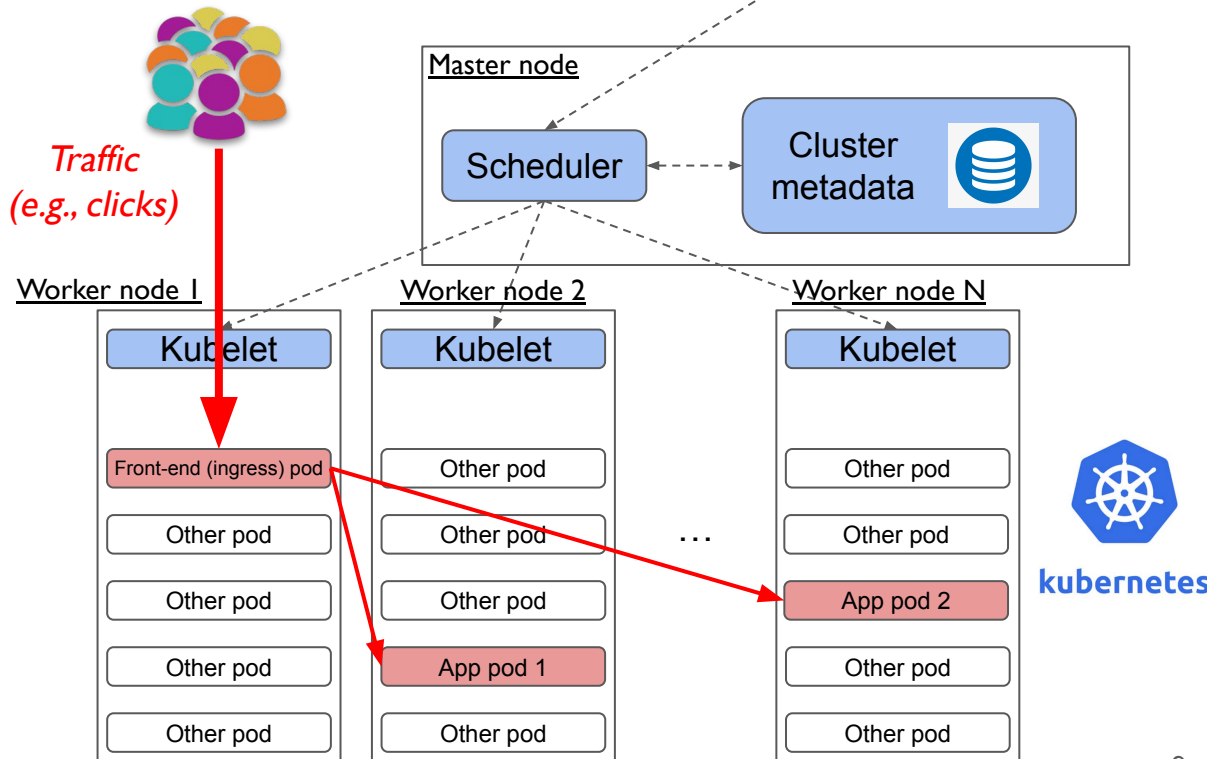 Master node
Scheduler
Cluster
metadata
Traffic
(e.g., clicks)
Worker node 1
Worker node 2
Worker node N
Kubelet
Kubelet
Kubelet
Front-end (ingress) pod
Other pod
Other pod
Other pod
Other pod
...
Other pod
Other pod
Other pod
App pod 2
kubernetes
Other pod
App pod 1
Other pod
Other pod
Other pod
Other pod